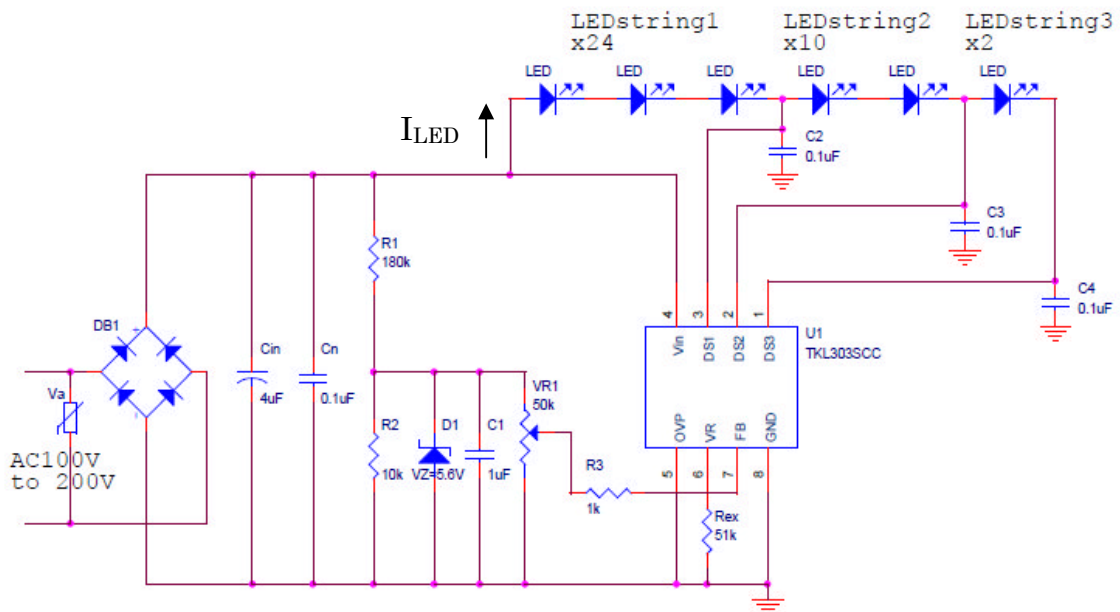 LEDstring1 LEDstring2 LEDstring3
x24 x10 x2
LED LED LED LED LED LED
I_LED
C2
0.1uF
C3
0.1uF
C4
0.1uF
R1
180k
DB1
Cin
4uF
Cn
0.1uF
Va
AC100V
to 200V
R2
10k
D1
VZ=5.6V
C1
1uF
VR1
50k
R3
1k
4 3 2 1
Vin DS1 DS2 DS3
U1
TKL303SCC
OVP VR FB GND
5 6 7 8
Rex
51k
+
-